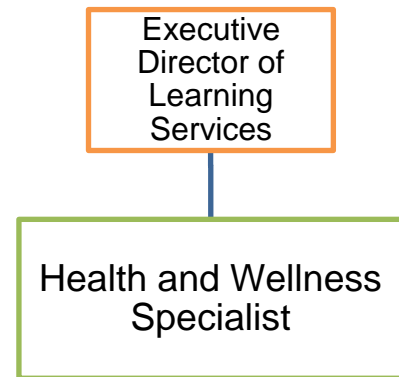 Executive
Director of
Learning
Services
Health and Wellness
Specialist